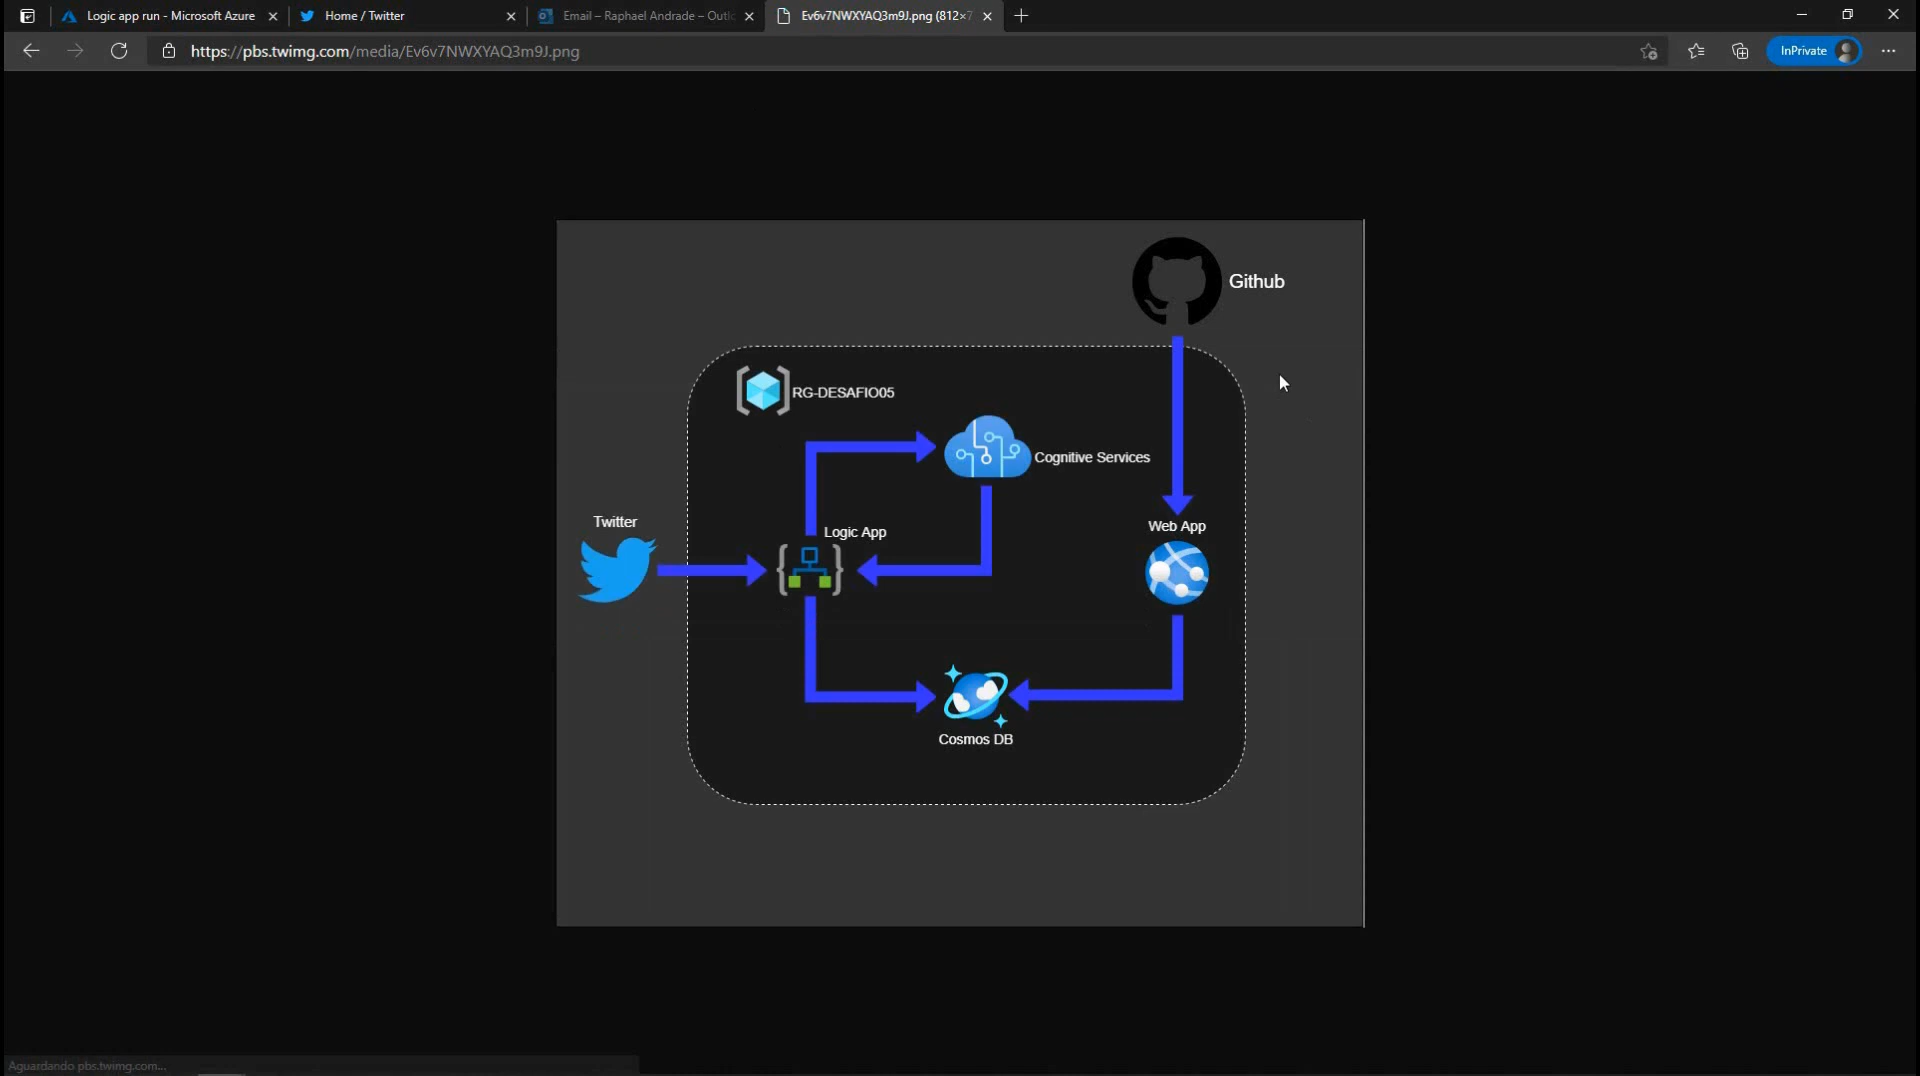 Logic app run - Microsoft Azure
Home / Twitter
Email – Raphael Andrade – Outlo
Ev6v7NWXYAQ3m9J.png (812×7
https://pbs.twimg.com/media/Ev6v7NWXYAQ3m9J.png
InPrivate
Github
RG-DESAFIO05
Cognitive Services
Twitter
Logic App
Web App
Cosmos DB
Aguardando pbs.twimg.com...